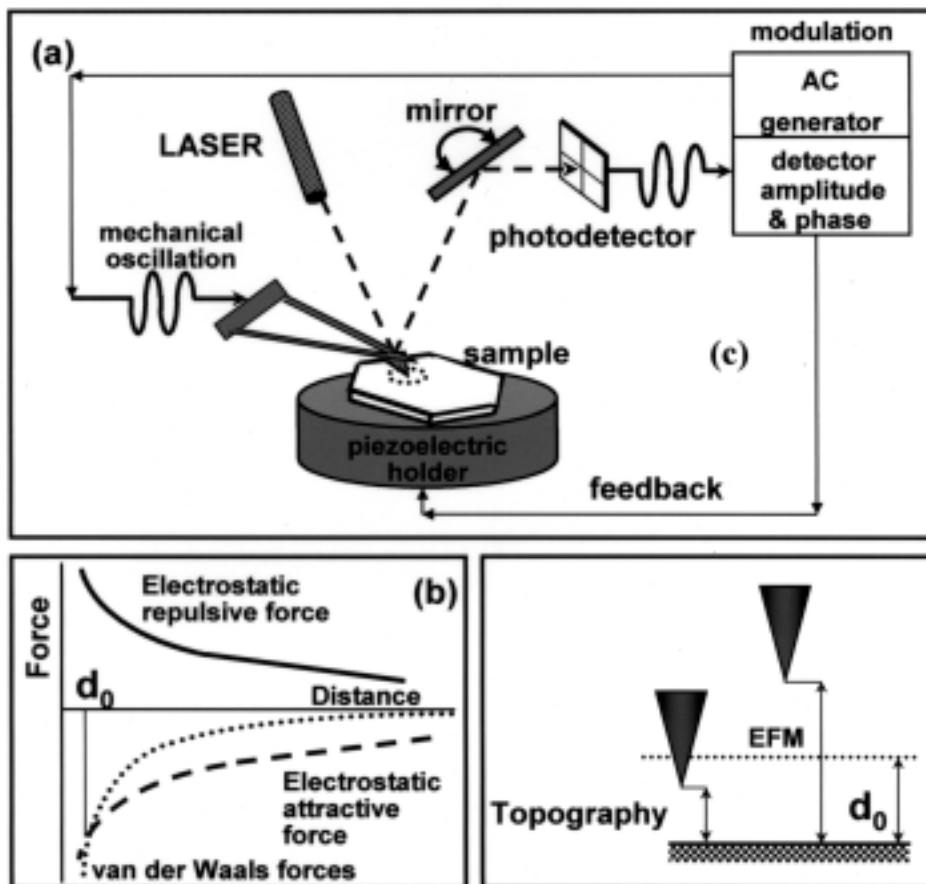 (a)
modulation
AC
generator
detector
amplitude
& phase
mirror
LASER
photodetector
mechanical
oscillation
sample
(c)
piezoelectric
holder
feedback
(b)
Electrostatic
repulsive force
Force
d0
Distance
Electrostatic
attractive
force
van der Waals forces
EFM
Topography
d0